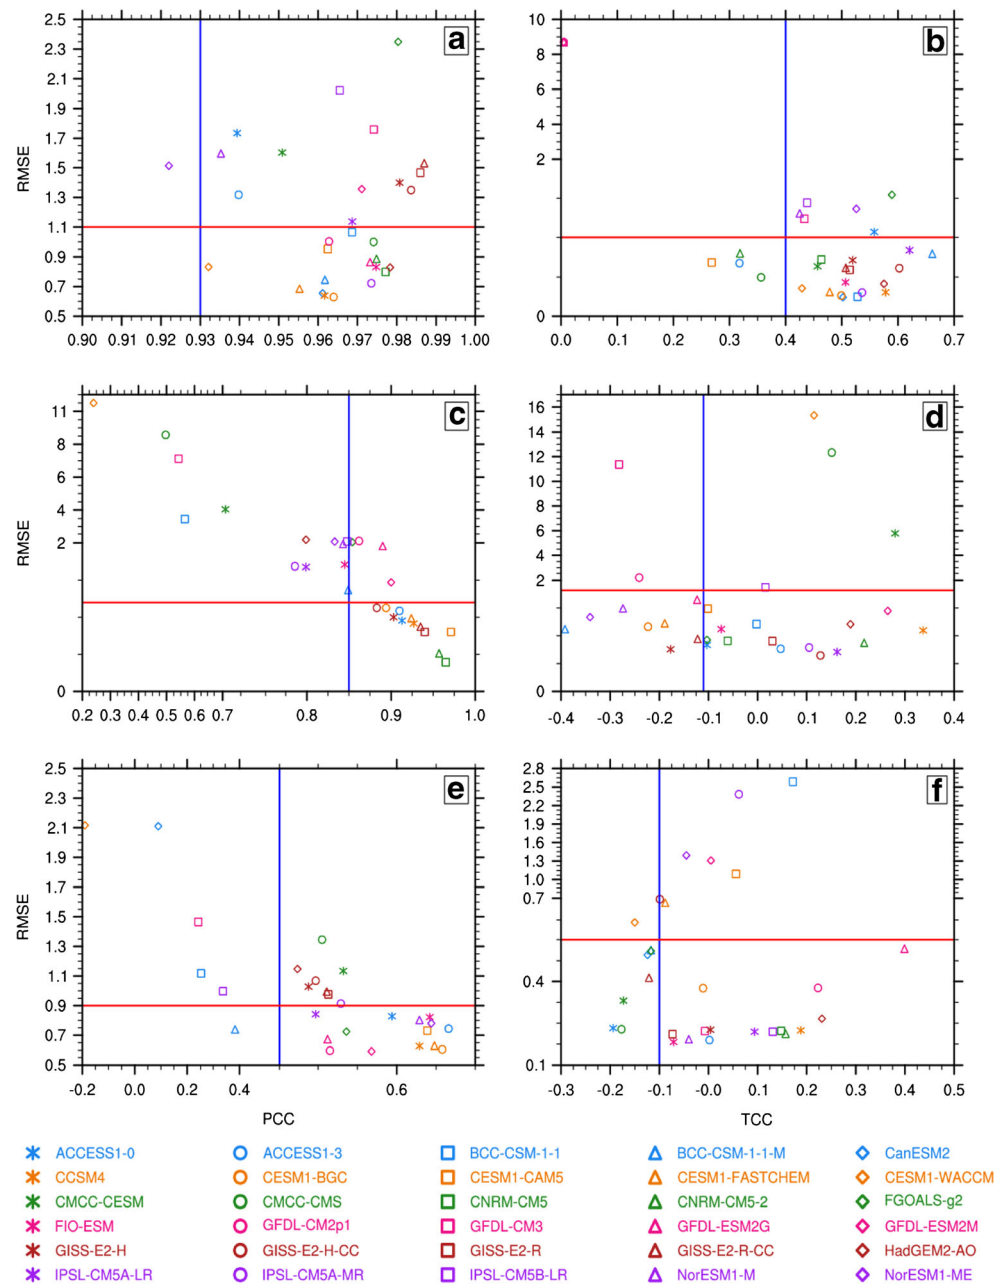 a
2.5
2.3
2.1
1.9
1.7
1.5
1.3
1.1
0.9
0.7
0.5
RMSE
0.90 0.91 0.92 0.93 0.94 0.95 0.96 0.97 0.98 0.99 1.00
b
10
8
6
4
2
0
0.0 0.1 0.2 0.3 0.4 0.5 0.6 0.7
c
11
8
6
4
2
0
RMSE
0.2 0.3 0.4 0.5 0.6 0.7 0.8 0.9 1.0
d
16
14
12
10
8
6
4
2
0
-0.4 -0.3 -0.2 -0.1 0.0 0.1 0.2 0.3 0.4
e
2.5
2.3
2.1
1.9
1.7
1.5
1.3
1.1
0.9
0.7
0.5
RMSE
-0.2 0.0 0.2 0.4 0.6
PCC
f
2.8
2.5
2.2
1.9
1.6
1.3
1.0
0.7
0.4
0.1
-0.3 -0.2 -0.1 -0.0 0.1 0.2 0.3 0.4 0.5
TCC
ACCESS1-0 ACCESS1-3 BCC-CSM-1-1 BCC-CSM-1-1-M CanESM2
CCSM4 CESM1-BGC CESM1-CAM5 CESM1-FASTCHEM CESM1-WACCM
CMCC-CESM CMCC-CMS CNRM-CM5 CNRM-CM5-2 FGOALS-g2
FIO-ESM GFDL-CM2p1 GFDL-CM3 GFDL-ESM2G GFDL-ESM2M
GISS-E2-H GISS-E2-H-CC GISS-E2-R GISS-E2-R-CC HadGEM2-AO
IPSL-CM5A-LR IPSL-CM5A-MR IPSL-CM5B-LR NorESM1-M NorESM1-ME